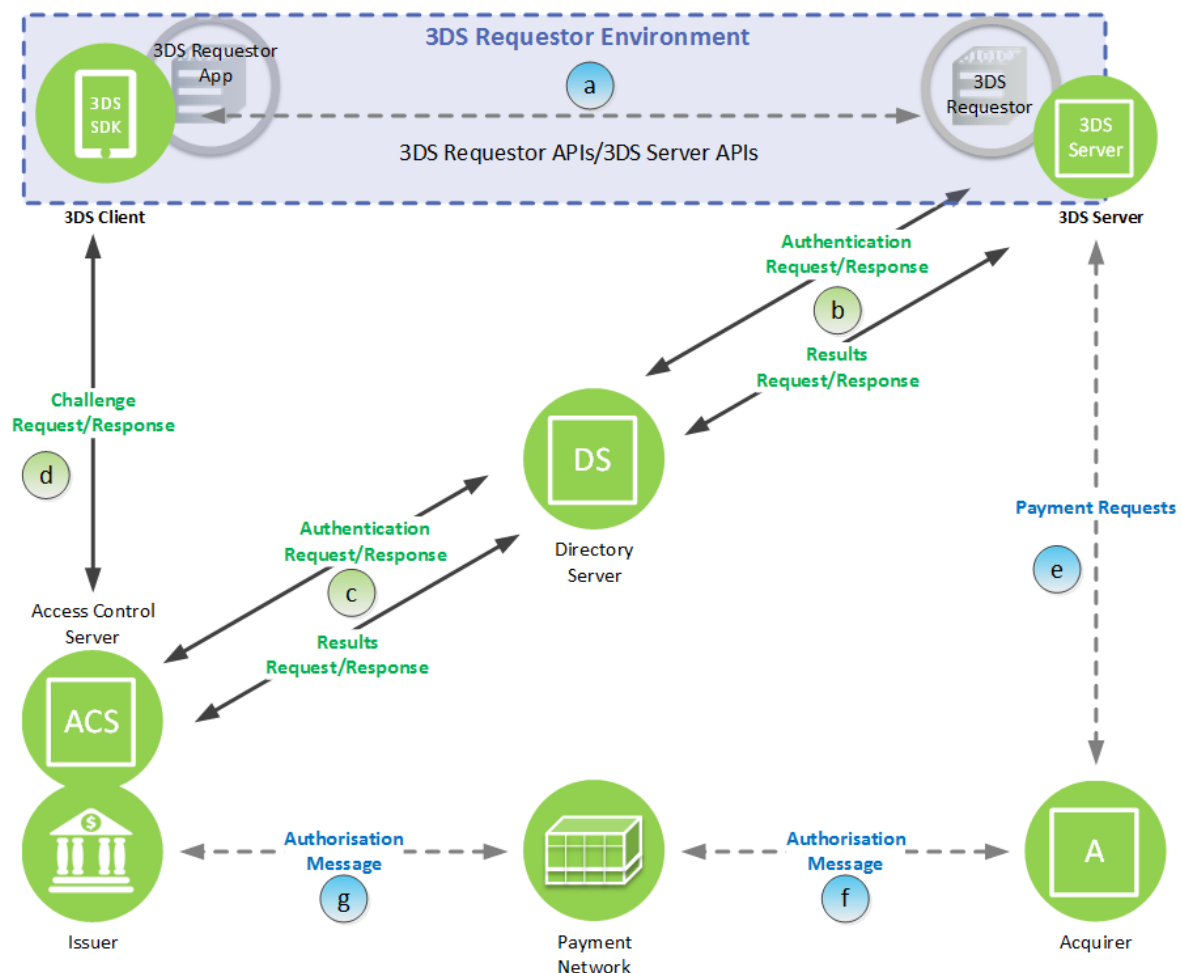 3DS Requestor Environment
3DS Requestor
App
a
3DS
Requestor
3DS
SDK
3DS
Server
3DS Requestor APIs/3DS Server APIs
3DS Client
3DS Server
Authentication
Request/Response
b
Results
Request/Response
Challenge
Request/Response
d
DS
Directory
Server
Payment Requests
e
Authentication
Request/Response
c
Results
Request/Response
Access Control
Server
ACS
$
Issuer
Authorisation
Message
g
Payment
Network
Authorisation
Message
f
A
Acquirer